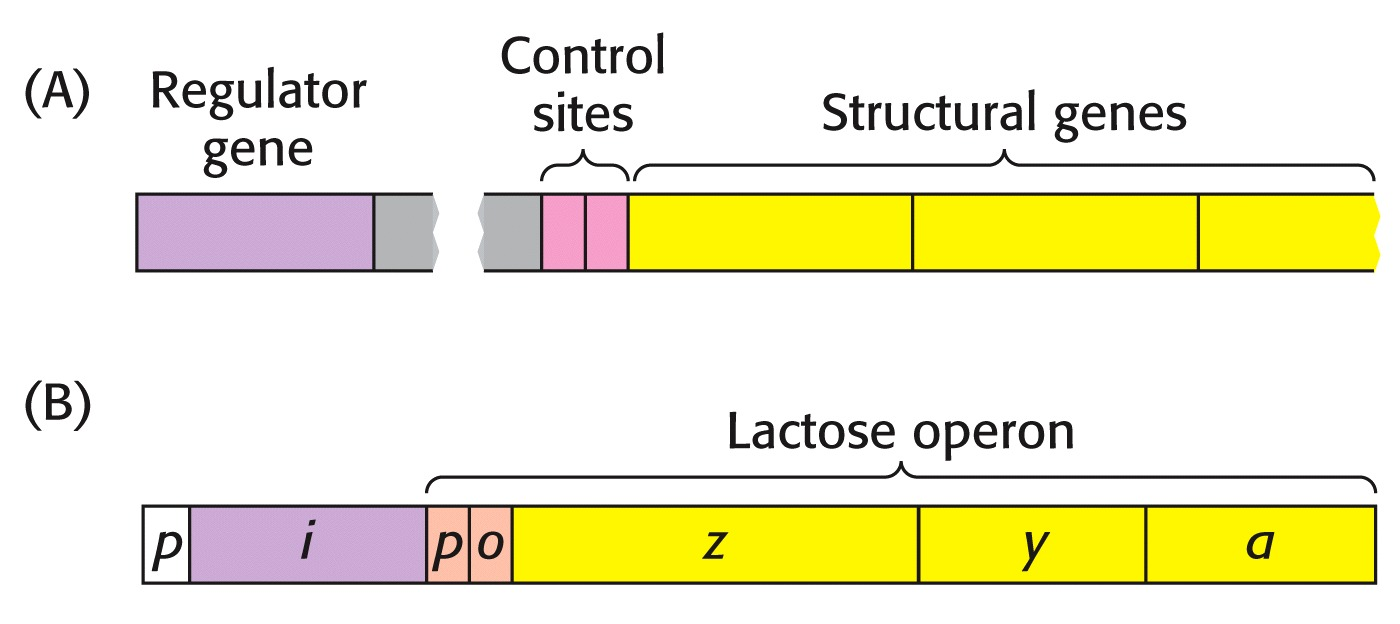 (A)
Regulator
gene
Control
sites
Structural genes
(B)
Lactose operon
p i p o z y a